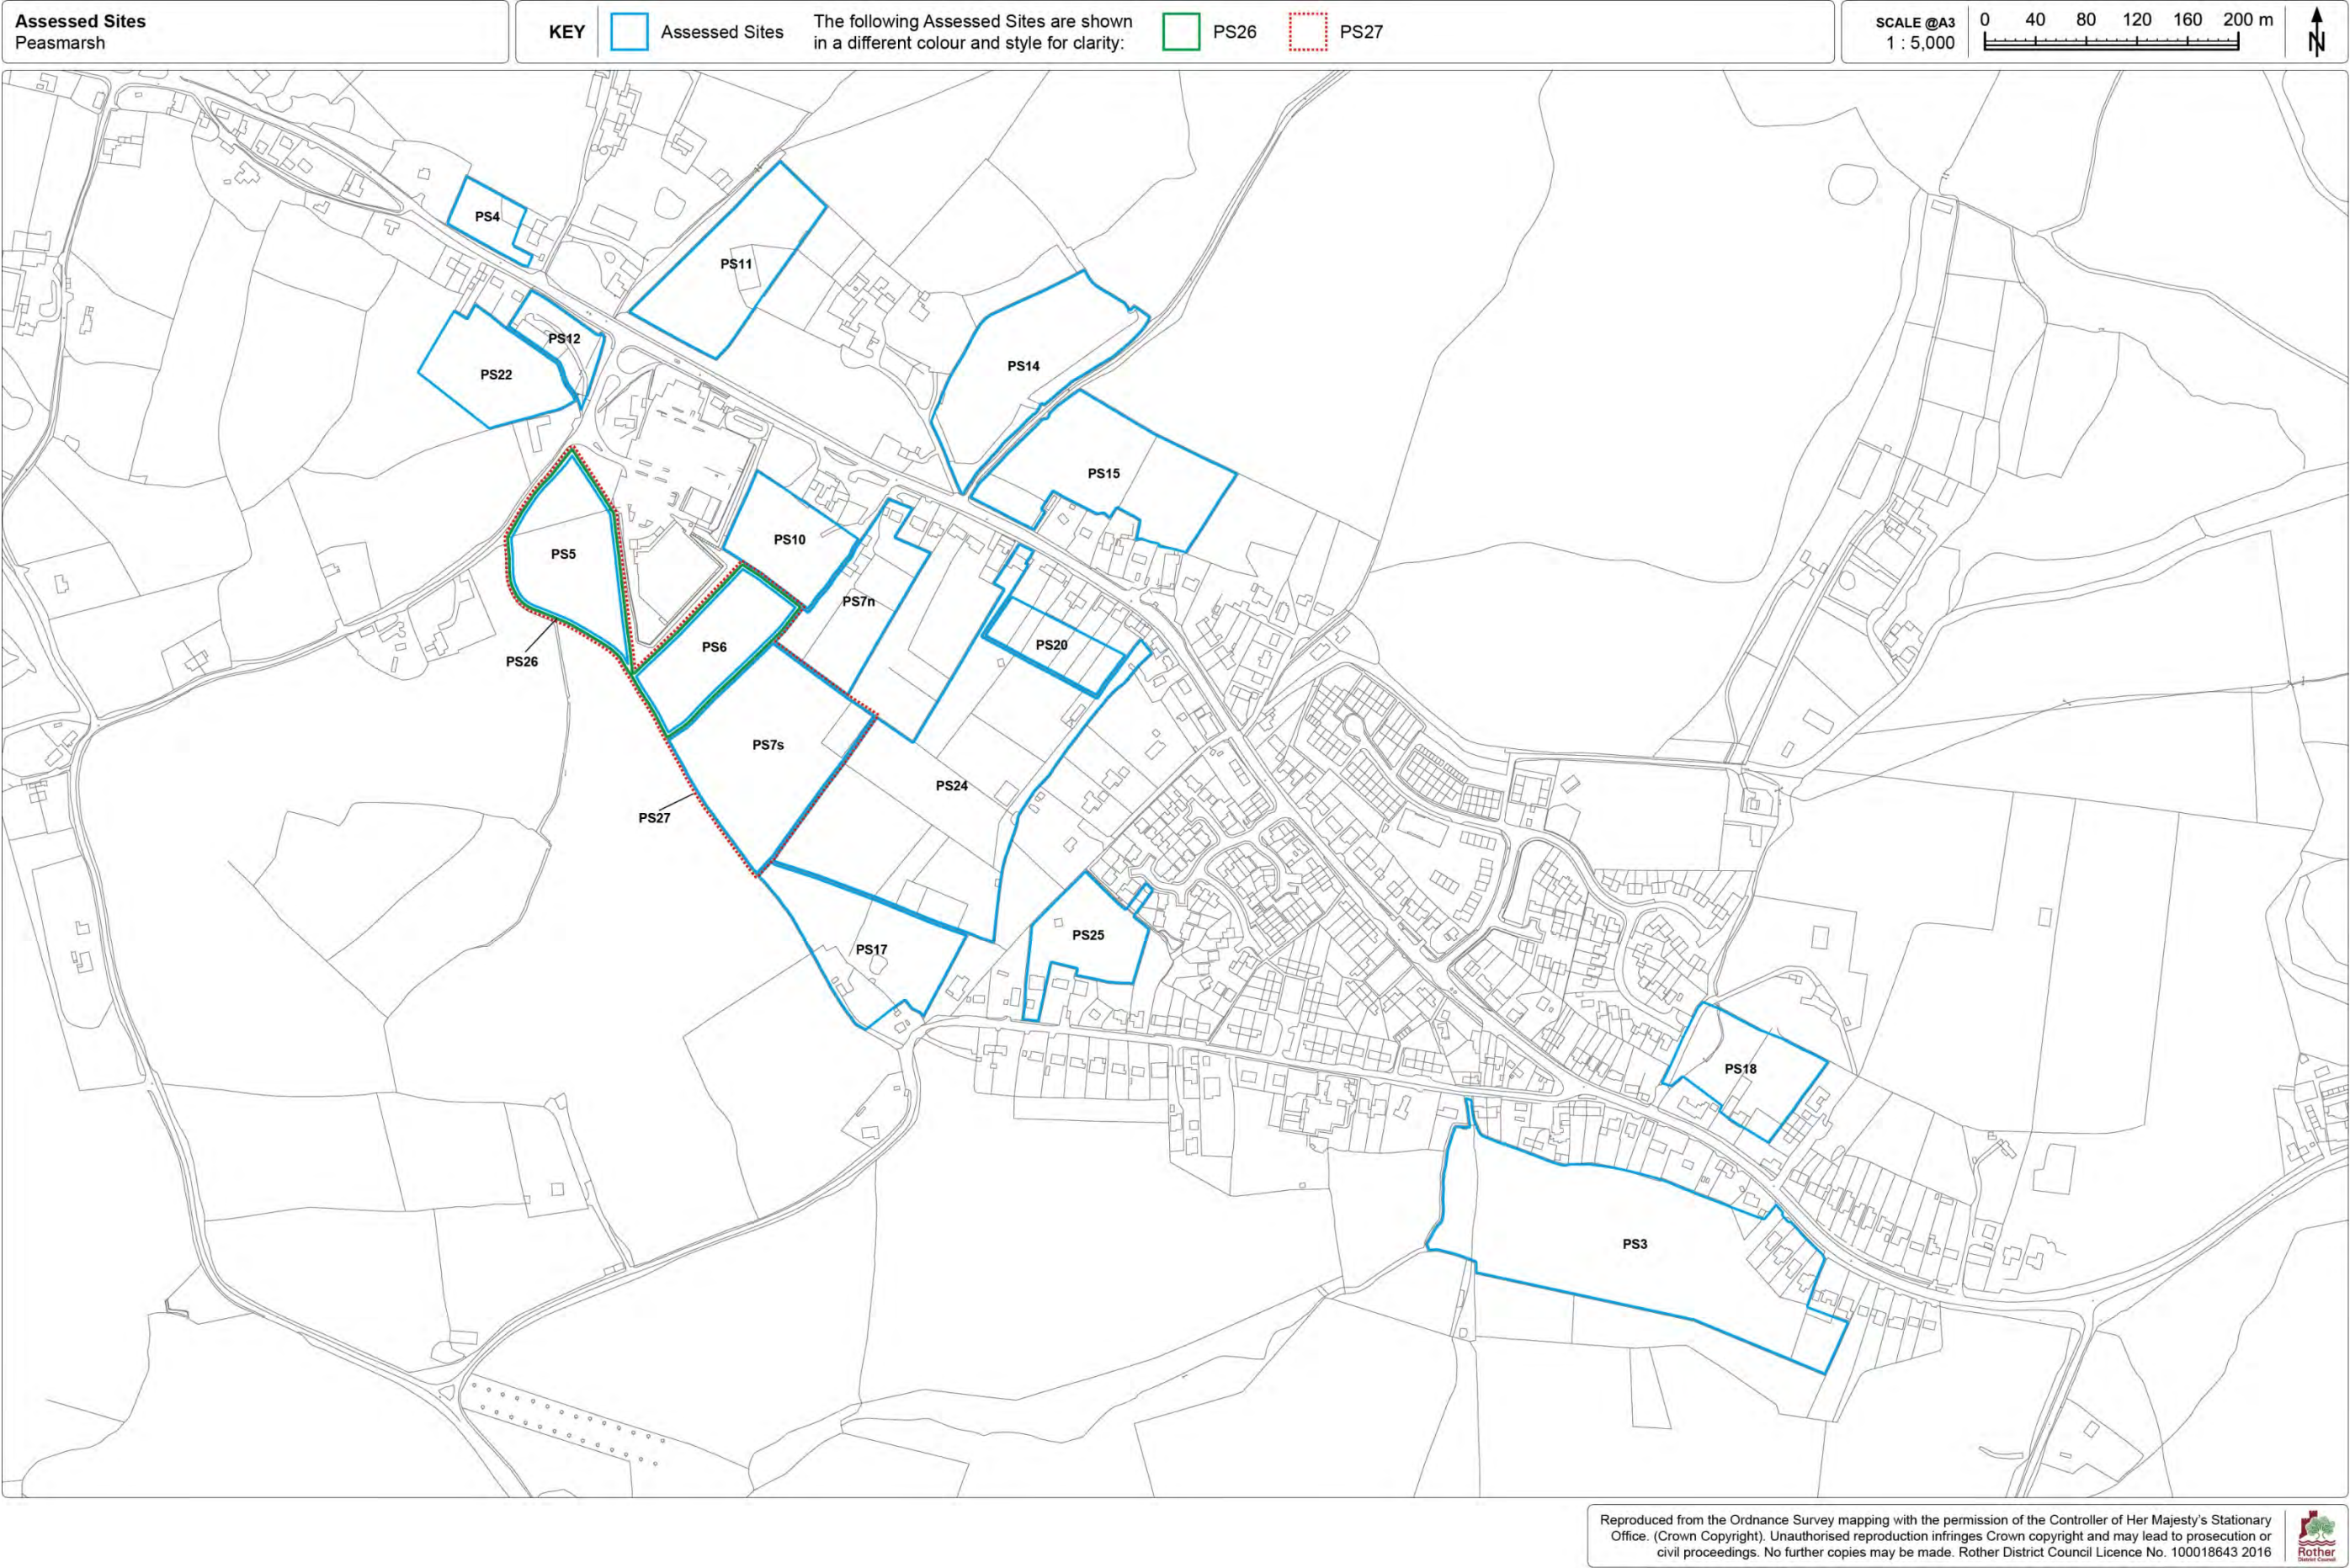 Assessed Sites
Peasmarsh
KEY
Assessed Sites
The following Assessed Sites are shown
in a different colour and style for clarity:
PS26
PS27
SCALE @A3
1 : 5,000
0 40 80 120 160 200 m
N
PS4
PS11
PS12
PS22
PS14
PS15
PS10
PS5
PS7n
PS6
PS20
PS26
PS7s
PS24
PS27
PS25
PS17
PS18
PS3
Reproduced from the Ordnance Survey mapping with the permission of the Controller of Her Majesty's Stationary
Office. (Crown Copyright). Unauthorised reproduction infringes Crown copyright and may lead to prosecution or
civil proceedings. No further copies may be made. Rother District Council Licence No. 100018643 2016
Rother
District Council